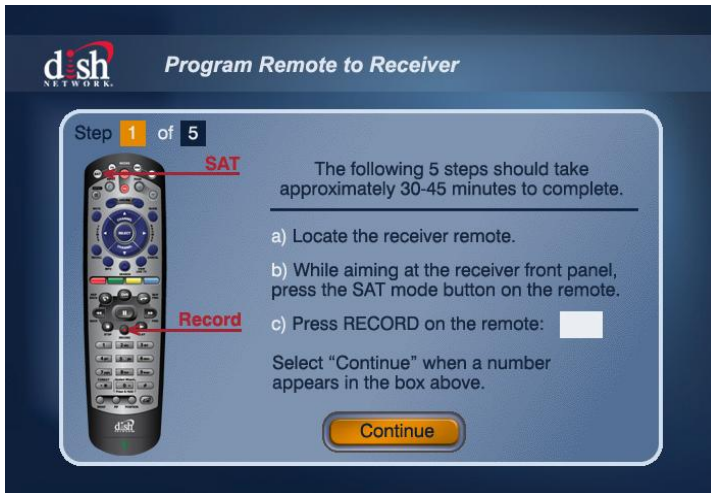 dish
NETWORK.
Program Remote to Receiver
Step 1 of 5
SAT
The following 5 steps should take
approximately 30-45 minutes to complete.
a) Locate the receiver remote.
b) While aiming at the receiver front panel,
press the SAT mode button on the remote.
Record
c) Press RECORD on the remote:
Select “Continue” when a number
appears in the box above.
Continue
SELECT
dish